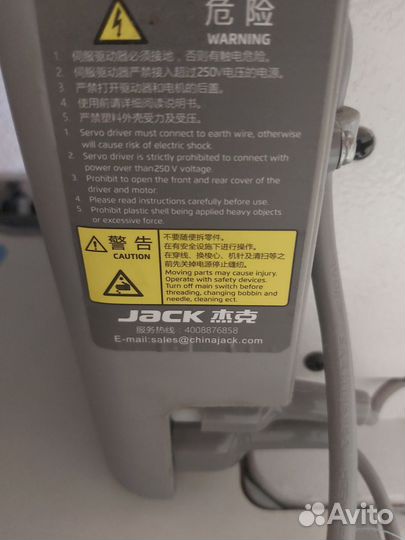 危险
WARNING
1. 伺服驱动器必须接地，否则有触电危险。
2. 伺服驱动器严禁接入超过250V电压的电源。
3. 严禁打开驱动器和电机的后盖。
4. 使用前请详细阅读说明书。
5. 严禁塑料外壳受力及受压。
1. Servo driver must connect to earth wire, otherwise
will cause risk of electric shock.
2. Servo driver is strictly prohibited to connect with
power over than 250 V voltage.
3. Prohibit to open the front and rear cover of the
driver and motor.
4. Please read instructions carefully before use.
5. Prohibit plastic shell being applied heavy objects
or excessive force.
警告
CAUTION
不要随便拆零件。
在有安全设施下进行操作。
在穿线、换梭心、机针及清扫等之
前先关掉电源停止缝纫。
Moving parts may cause injury.
Operate with safety devices.
Turn off main switch before
threading, changing bobbin and
needle, cleaning ect.
JACK 杰克
服务热线：4008876858
E-mail:sales@chinajack.com
Avito